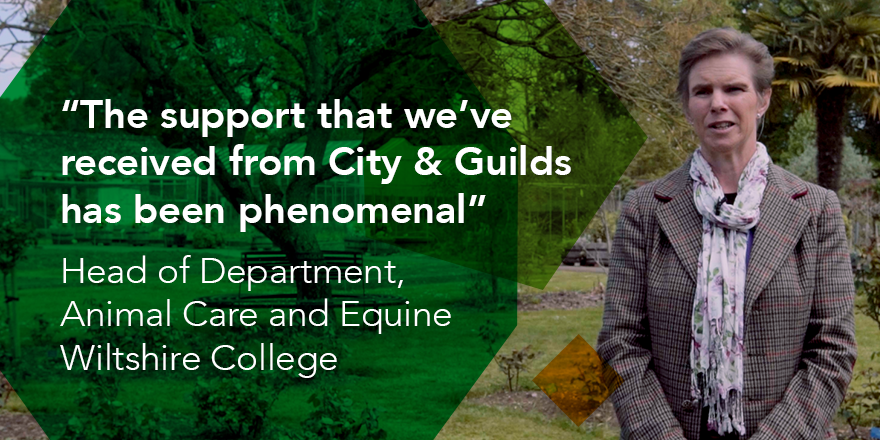 “The support that we’ve
received from City & Guilds
has been phenomenal”
Head of Department,
Animal Care and Equine
Wiltshire College